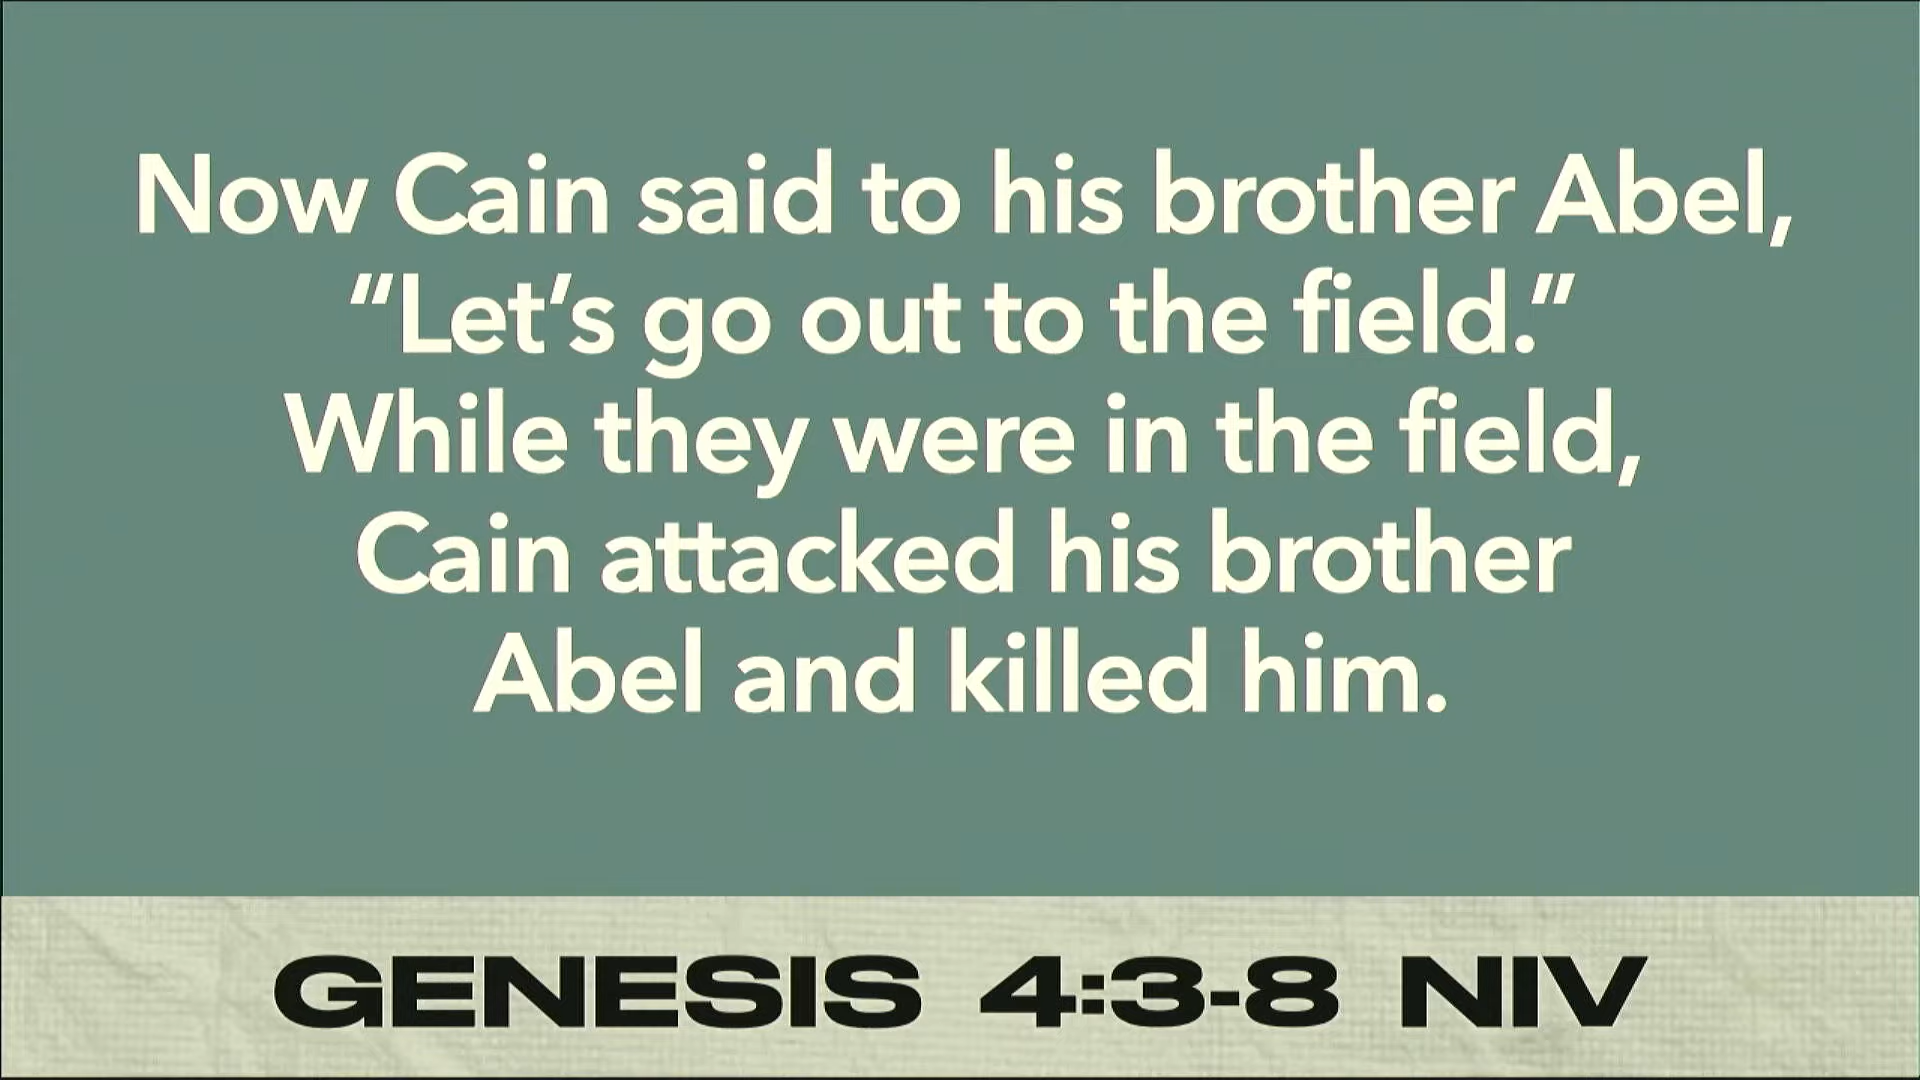 Now Cain said to his brother Abel,
“Let’s go out to the field.”
While they were in the field,
Cain attacked his brother
Abel and killed him.
GENESIS 4:3-8 NIV